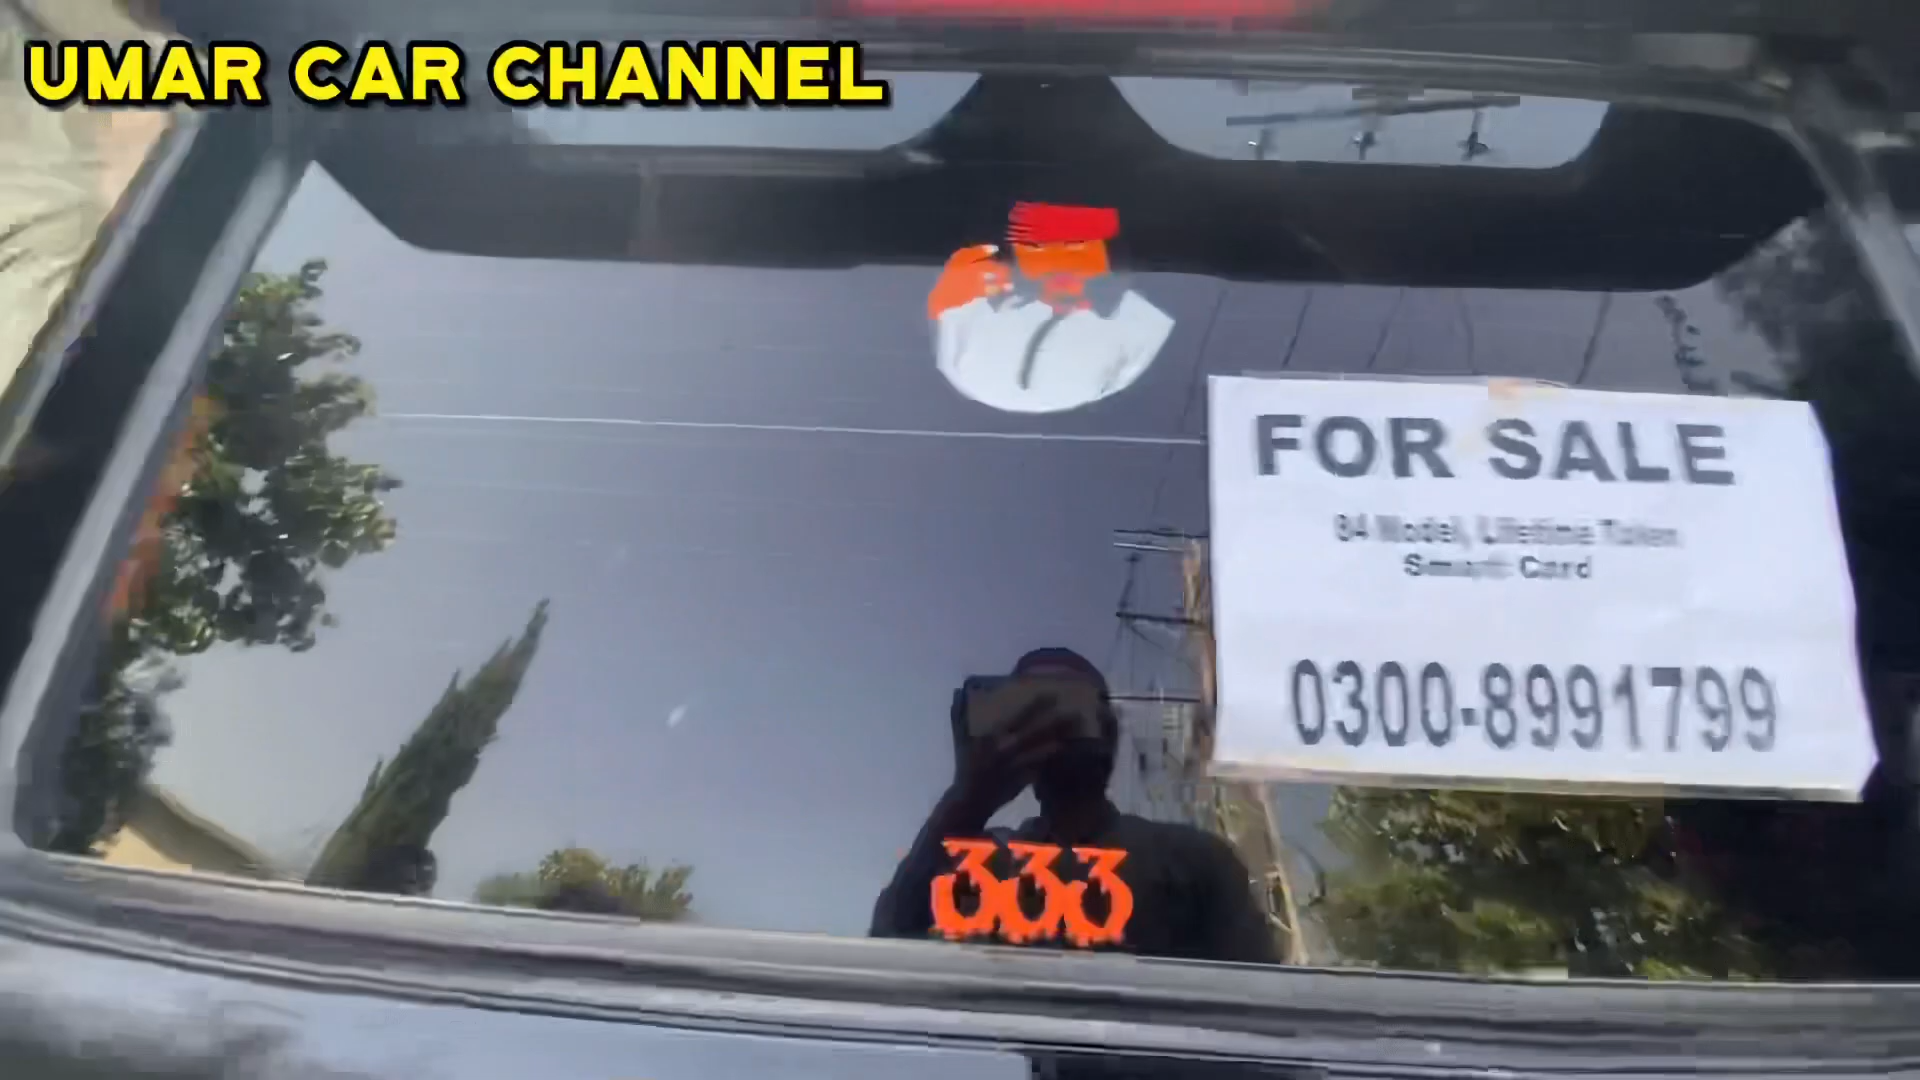 UMAR CAR CHANNEL
FOR SALE
84 Model, Lifetime Token
Smart Card
0300-8991799
333